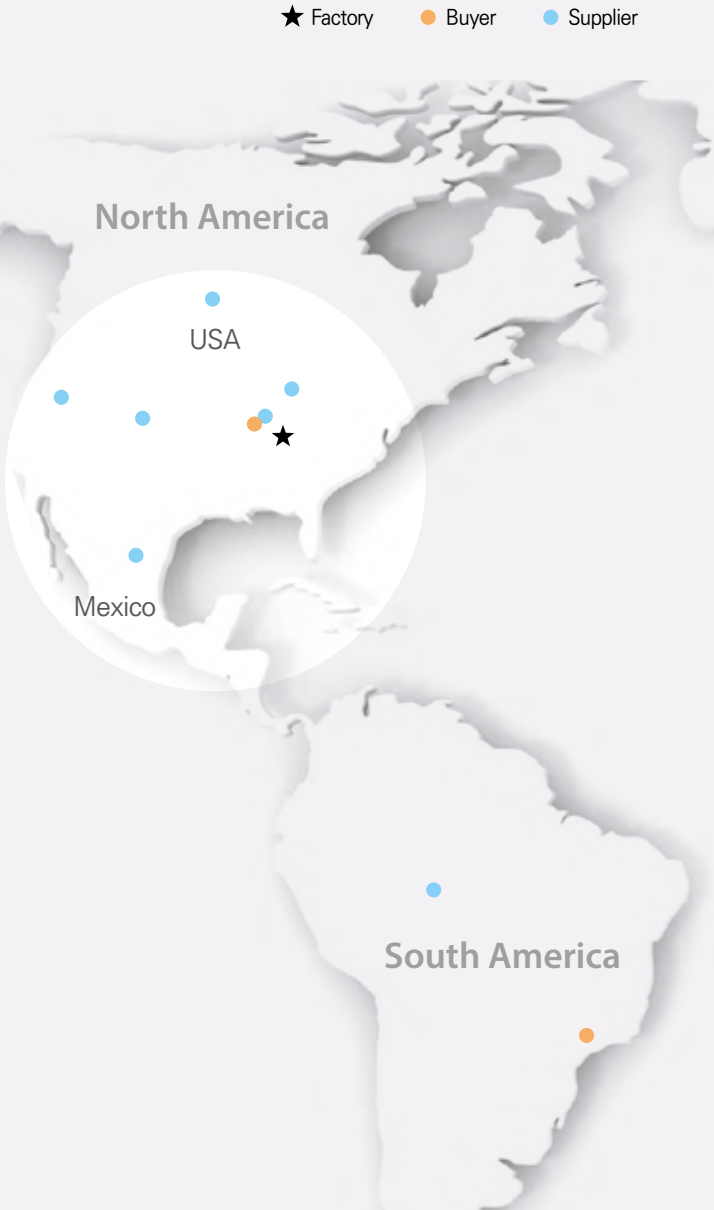 ★ Factory ● Buyer ● Supplier
North America
USA
Mexico
South America